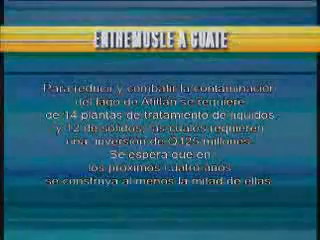 ENTREMOSLE A GUATE
Para reducir y combatir la contaminación
del lago de Atitlán se requiere
de 14 plantas de tratamiento de líquidos
y 12 de sólidos, las cuales requieren
una inversión de Q125 millones.
Se espera que en
los próximos cuatro años
se construya al menos la mitad de ellas